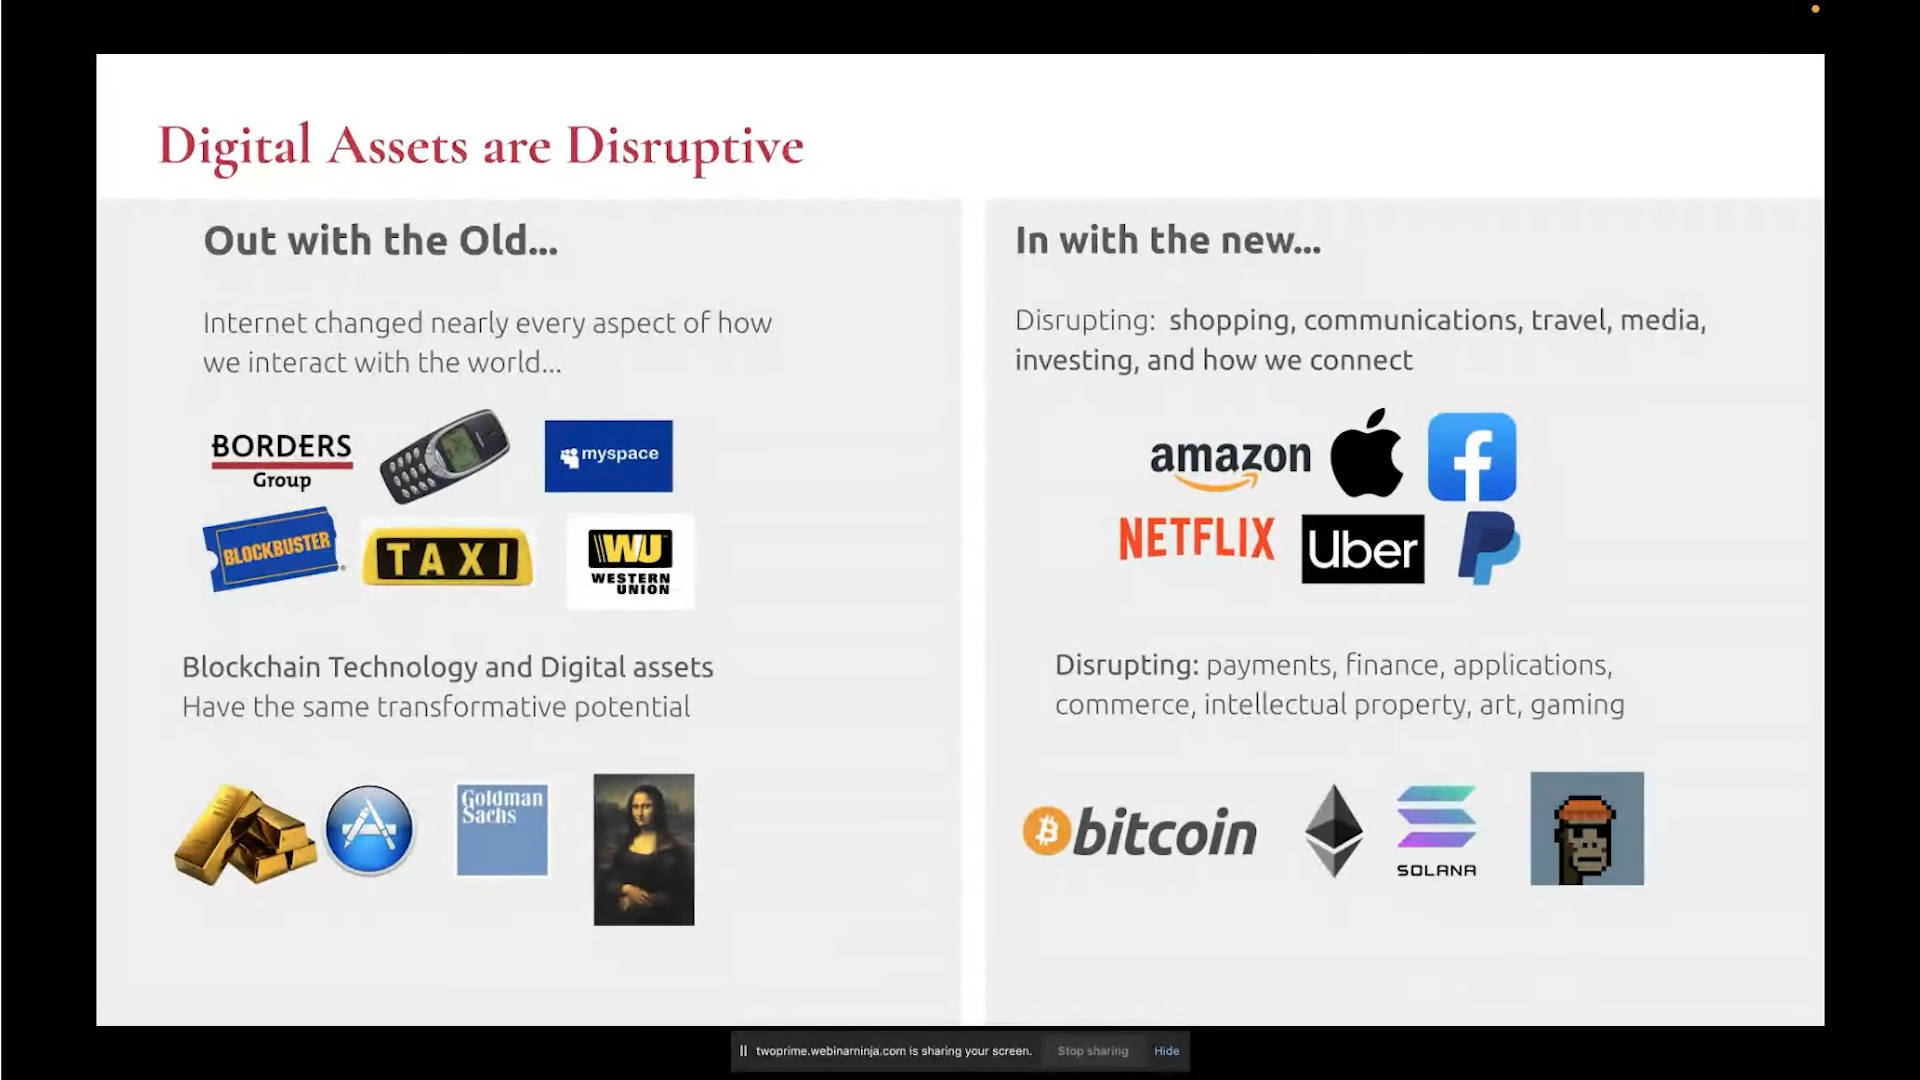 Digital Assets are Disruptive
Out with the Old...
Internet changed nearly every aspect of how
we interact with the world...
BORDERS
Group
myspace
BLOCKBUSTER
TAXI
WU
WESTERN
UNION
Blockchain Technology and Digital assets
Have the same transformative potential
Goldman
Sachs
In with the new...
Disrupting: shopping, communications, travel, media,
investing, and how we connect
amazon
NETFLIX
Uber
Disrupting: payments, finance, applications,
commerce, intellectual property, art, gaming
bitcoin
SOLANA
twoprime.webinarninja.com is sharing your screen.
Stop sharing
Hide